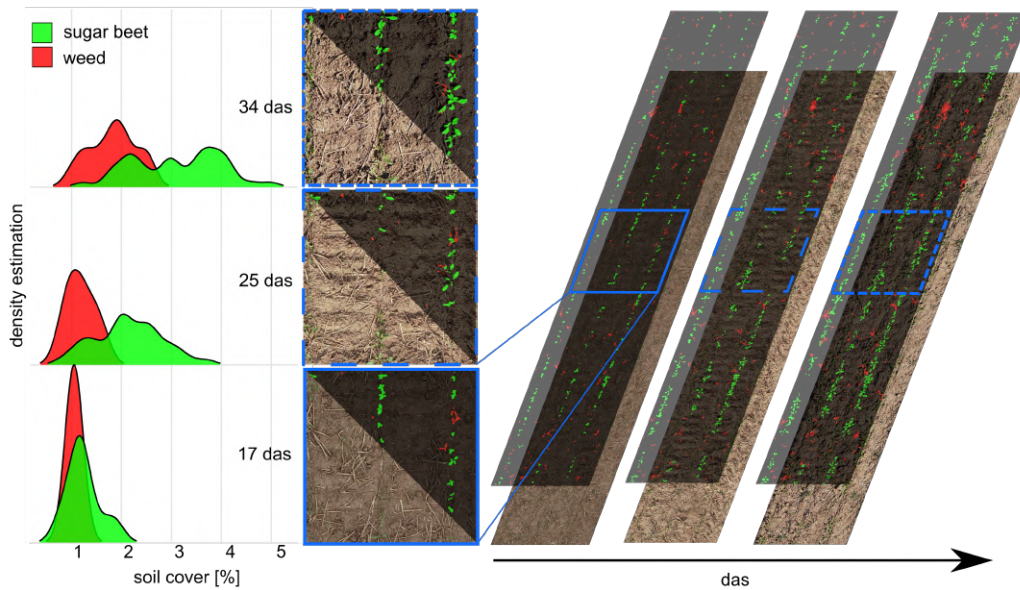 sugar beet
weed
34 das
25 das
17 das
density estimation
1 2 3 4 5
soil cover [%]
das